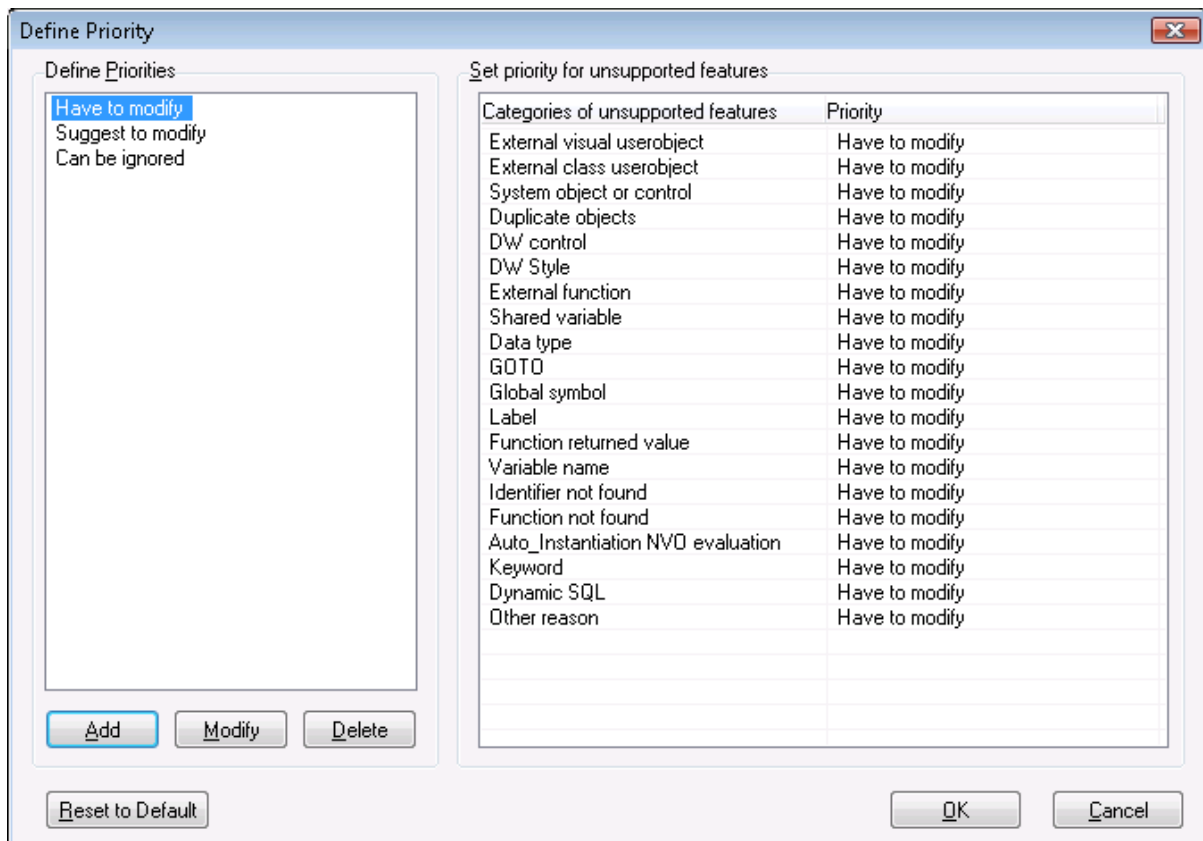 Define Priority
Define Priorities
Have to modify
Suggest to modify
Can be ignored
Add Modify Delete
Set priority for unsupported features
Categories of unsupported features Priority
External visual userobject Have to modify
External class userobject Have to modify
System object or control Have to modify
Duplicate objects Have to modify
DW control Have to modify
DW Style Have to modify
External function Have to modify
Shared variable Have to modify
Data type Have to modify
GOTO Have to modify
Global symbol Have to modify
Label Have to modify
Function returned value Have to modify
Variable name Have to modify
Identifier not found Have to modify
Function not found Have to modify
Auto_Instantiation NVO evaluation Have to modify
Keyword Have to modify
Dynamic SQL Have to modify
Other reason Have to modify
Reset to Default OK Cancel